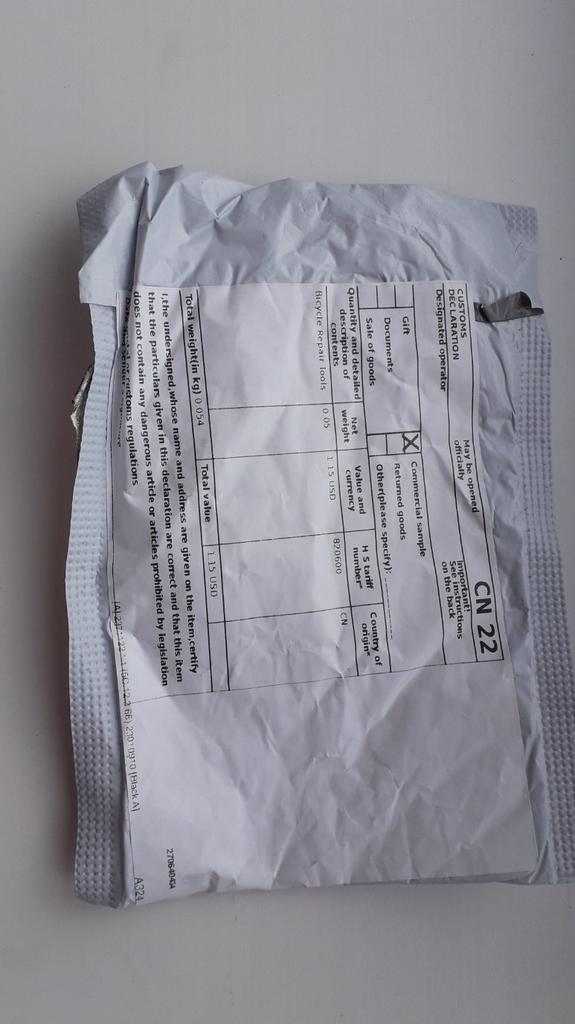 CUSTOMS
DECLARATION
May be opened
officially
CN 22
Designated operator
Important!
See instructions
on the back
Gift
X Commercial sample
Documents
Returned goods
Sale of goods
Other(please specify):
Quantity and detailed
description of
contents
Net
weight
Value and
currency
H S tariff
number*
Country of
origin*
Bicycle Repair Tools
0.05
1.15 USD
820600
CN
Total weight(in kg) 0.054
Total value
1.15 USD
I,the undersigned,whose name and address are given on the item,certify
that the particulars given in this declaration are correct and that this item
does not contain any dangerous article or articles prohibited by legislation
customs regulations
[Black A]
27064043A
A324